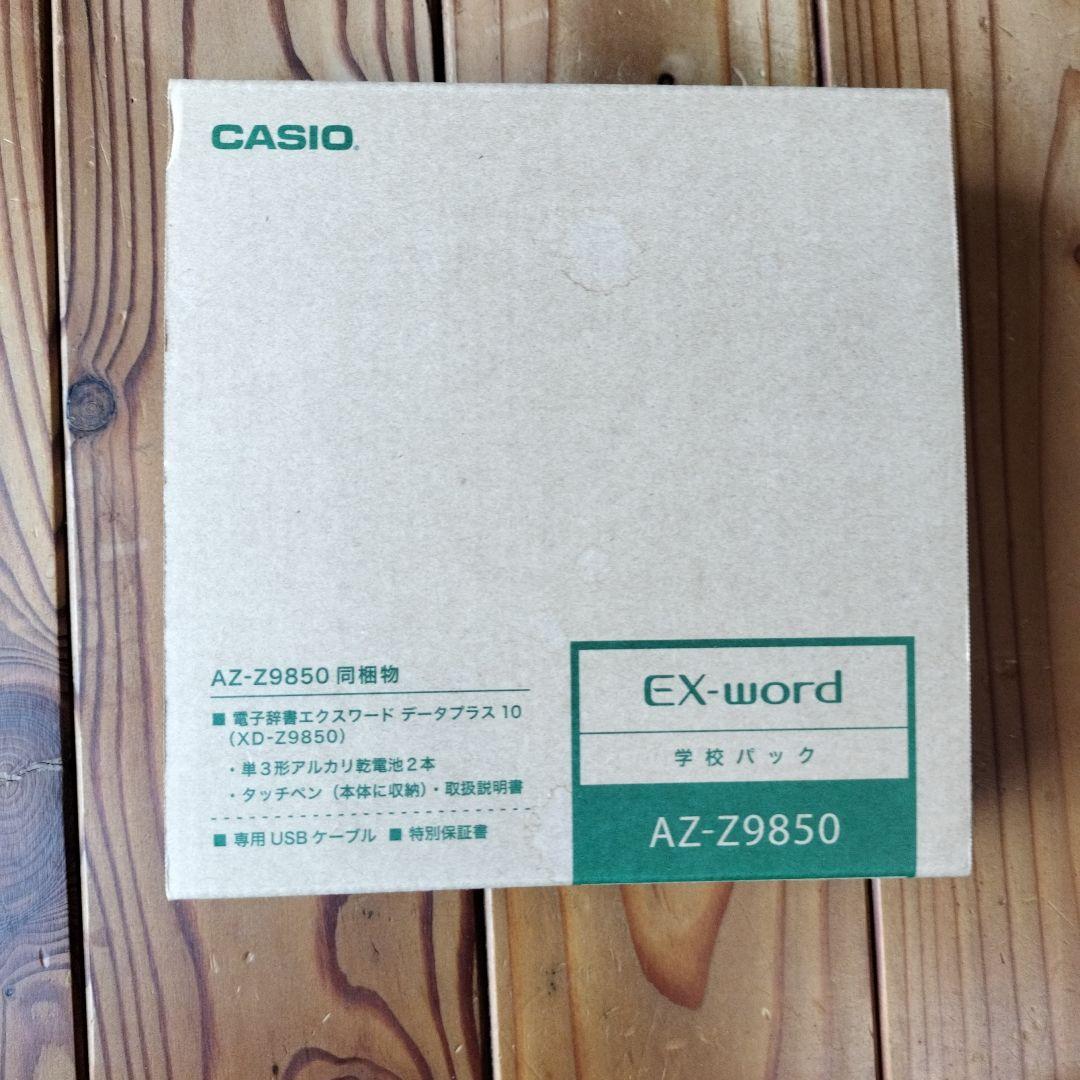 CASIO®
AZ-Z9850 同梱物
■ 電子辞書エクスワード データプラス 10
(XD-Z9850)
・単3形アルカリ乾電池2本
・タッチペン（本体に収納）・取扱説明書
■ 専用 USB ケーブル ■ 特別保証書
EX-word
学校パック
AZ-Z9850